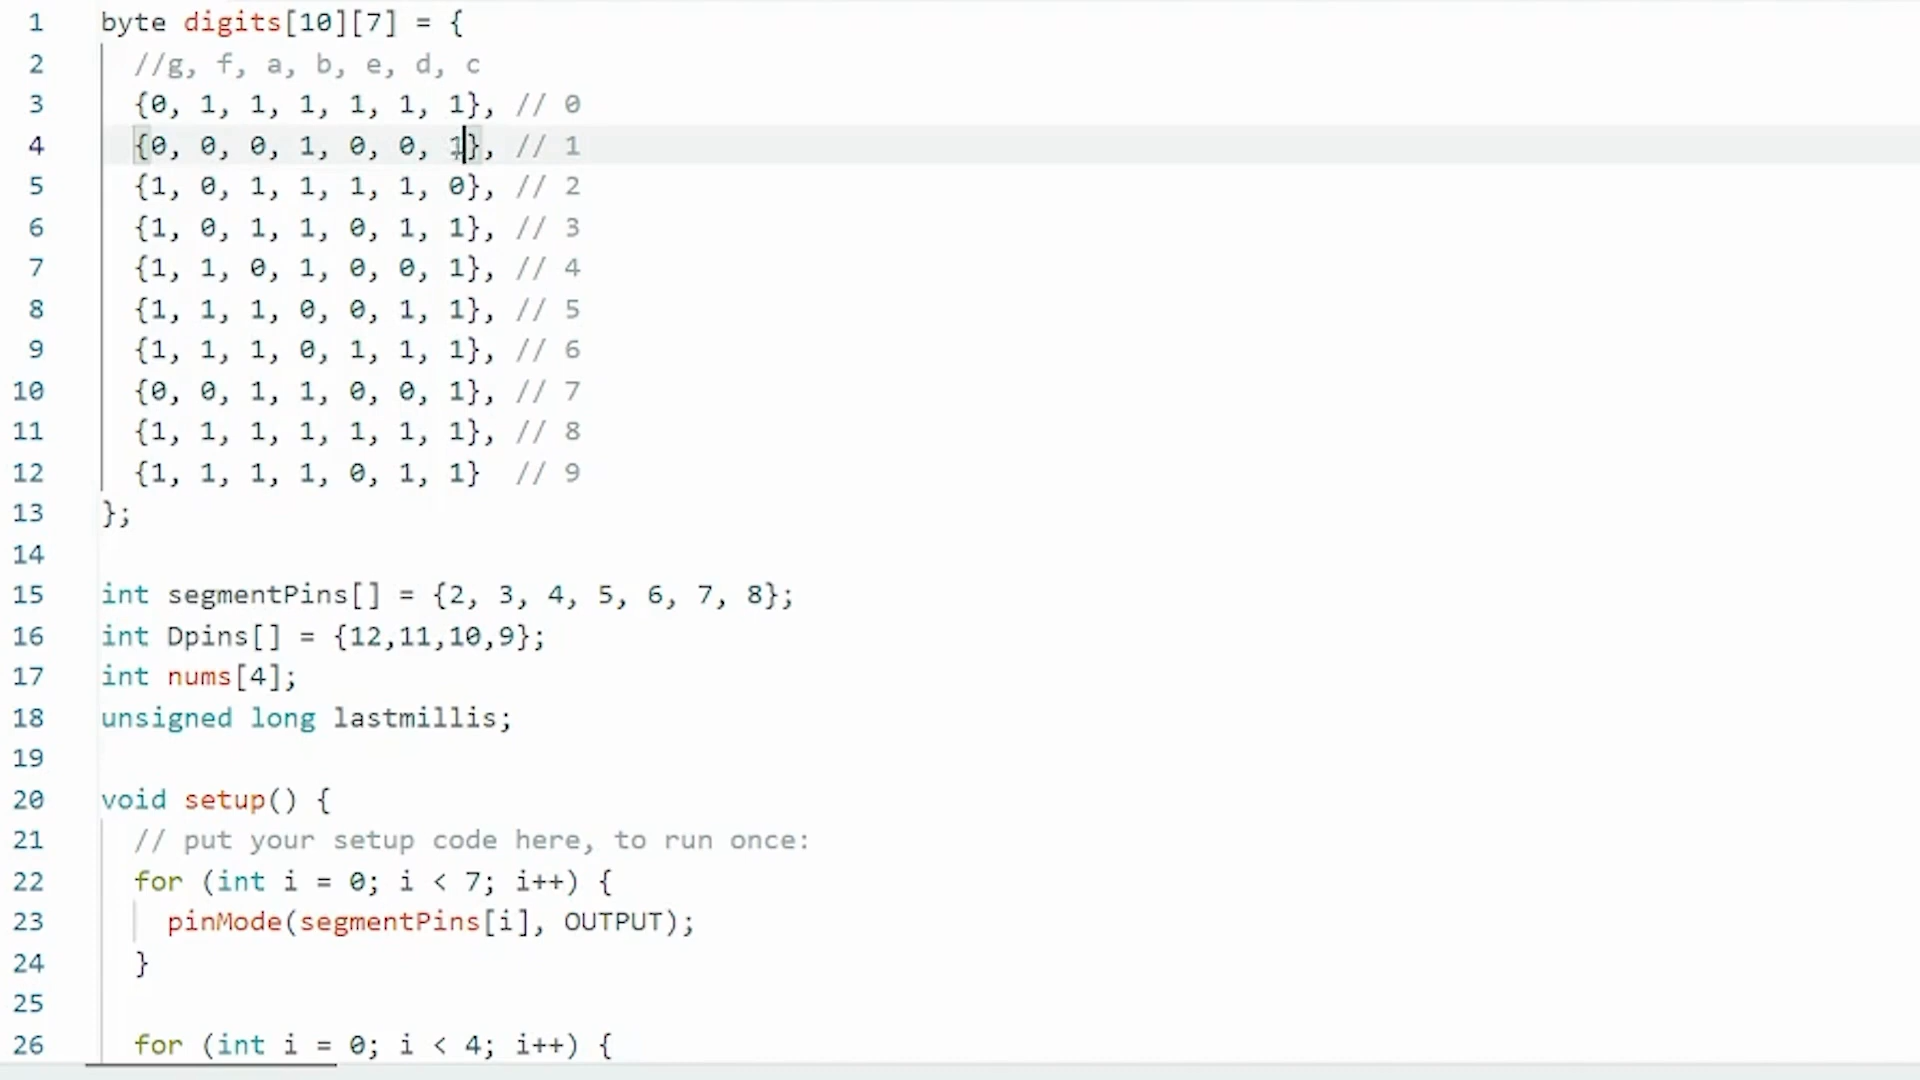 1 byte digits[10][7] = {
2 //g, f, a, b, e, d, c
3 {0, 1, 1, 1, 1, 1, 1}, // 0
4 {0, 0, 0, 1, 0, 0, 1}, // 1
5 {1, 0, 1, 1, 1, 1, 0}, // 2
6 {1, 0, 1, 1, 0, 1, 1}, // 3
7 {1, 1, 0, 1, 0, 0, 1}, // 4
8 {1, 1, 1, 0, 0, 1, 1}, // 5
9 {1, 1, 1, 0, 1, 1, 1}, // 6
10 {0, 0, 1, 1, 0, 0, 1}, // 7
11 {1, 1, 1, 1, 1, 1, 1}, // 8
12 {1, 1, 1, 1, 0, 1, 1} // 9
13 };
14
15 int segmentPins[] = {2, 3, 4, 5, 6, 7, 8};
16 int Dpins[] = {12,11,10,9};
17 int nums[4];
18 unsigned long lastmillis;
19
20 void setup() {
21 // put your setup code here, to run once:
22 for (int i = 0; i < 7; i++) {
23 pinMode(segmentPins[i], OUTPUT);
24 }
25
26 for (int i = 0; i < 4; i++) {